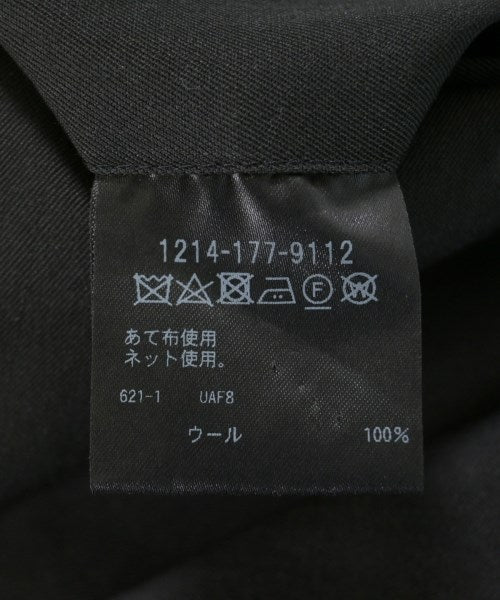 1214-177-9112
F W
あて布使用
ネット使用。
621-1 UAF8
ウール 100%